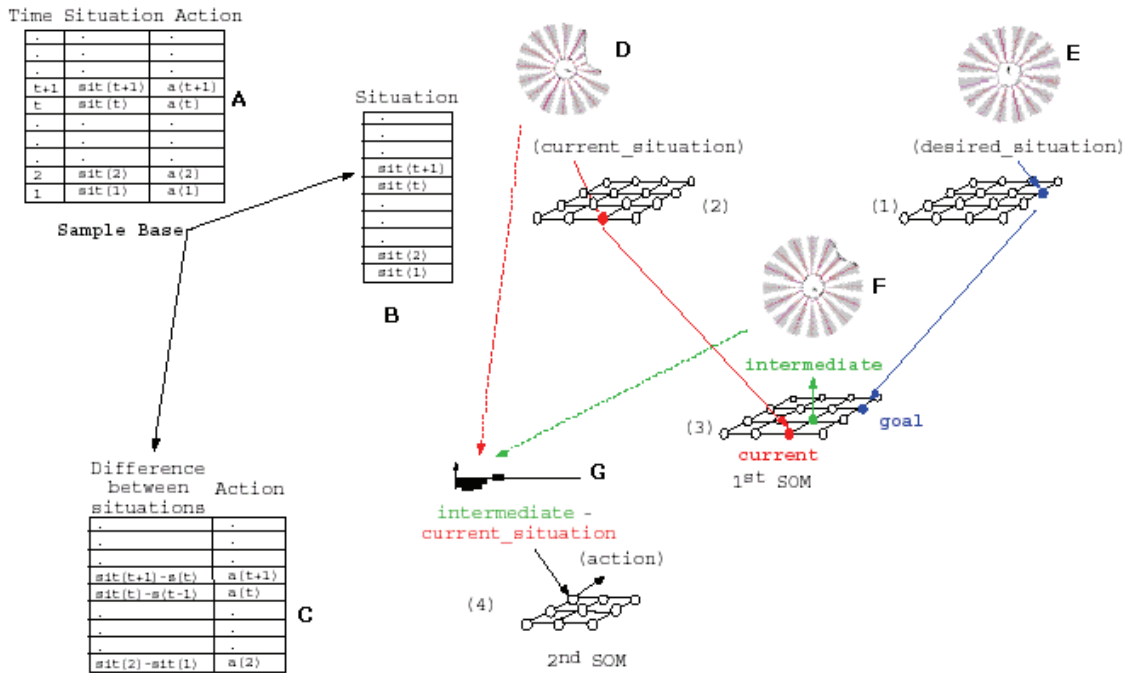 Time Situation Action
. . .
. . .
. . .
t+1 sit(t+1) a(t+1)
t sit(t) a(t)
. . .
. . .
. . .
2 sit(2) a(2)
1 sit(1) a(1)
A
Sample Base
Situation
.
.
.
sit(t+1)
sit(t)
.
.
.
sit(2)
sit(1)
B
Difference
between
situations
Action
. .
. .
. .
sit(t+1)-s(t) a(t+1)
sit(t)-s(t-1) a(t)
. .
. .
. .
sit(2)-sit(1) a(2)
C
D
(current_situation)
(2)
E
(desired_situation)
(1)
F
intermediate
(3)
goal
current
1st SOM
G
intermediate -
current_situation
(action)
(4)
2nd SOM